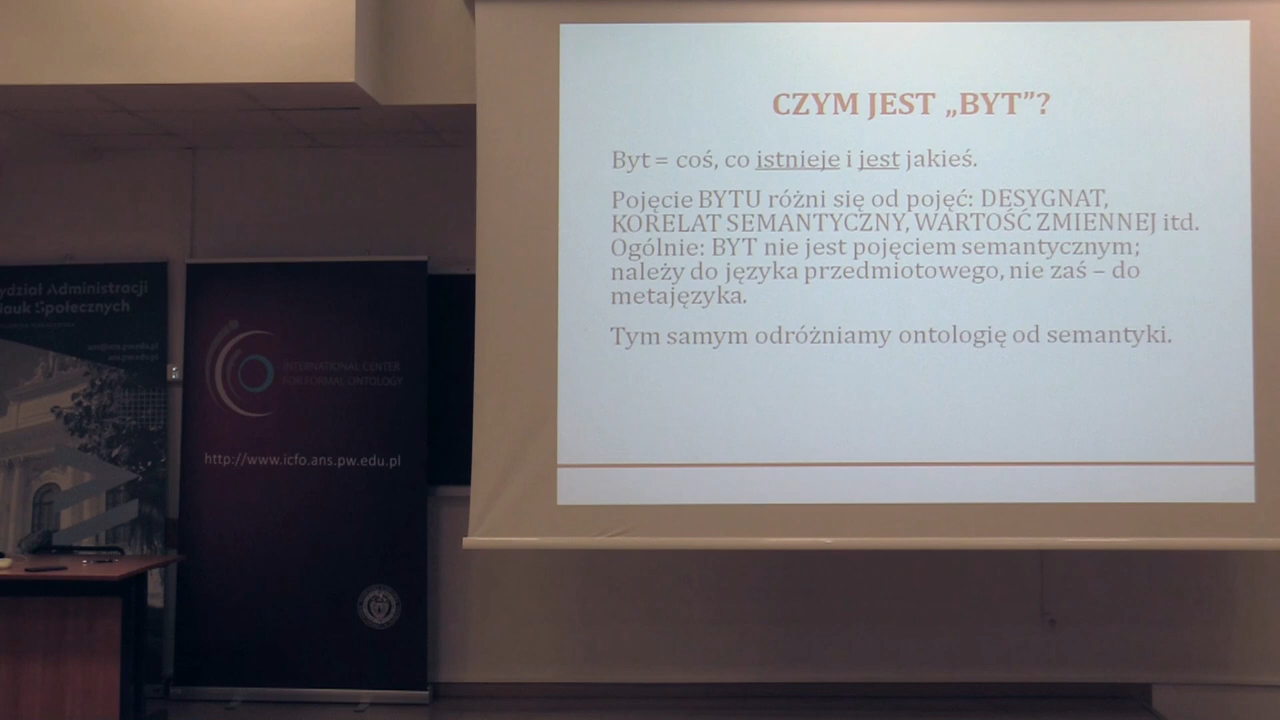 CZYM JEST „BYT”?
Byt = coś, co istnieje i jest jakieś.
Pojęcie BYTU różni się od pojęć: DESYGNAT,
KORELAT SEMANTYCZNY, WARTOŚĆ ZMIENNEJ itd.
Ogólnie: BYT nie jest pojęciem semantycznym;
należy do języka przedmiotowego, nie zaś – do
metajęzyka.
Tym samym odróżniamy ontologię od semantyki.
ydział Administracji
Nauk Społecznych
INTERNATIONAL CENTER
FOR FORMAL ONTOLOGY
http://www.icfo.ans.pw.edu.pl